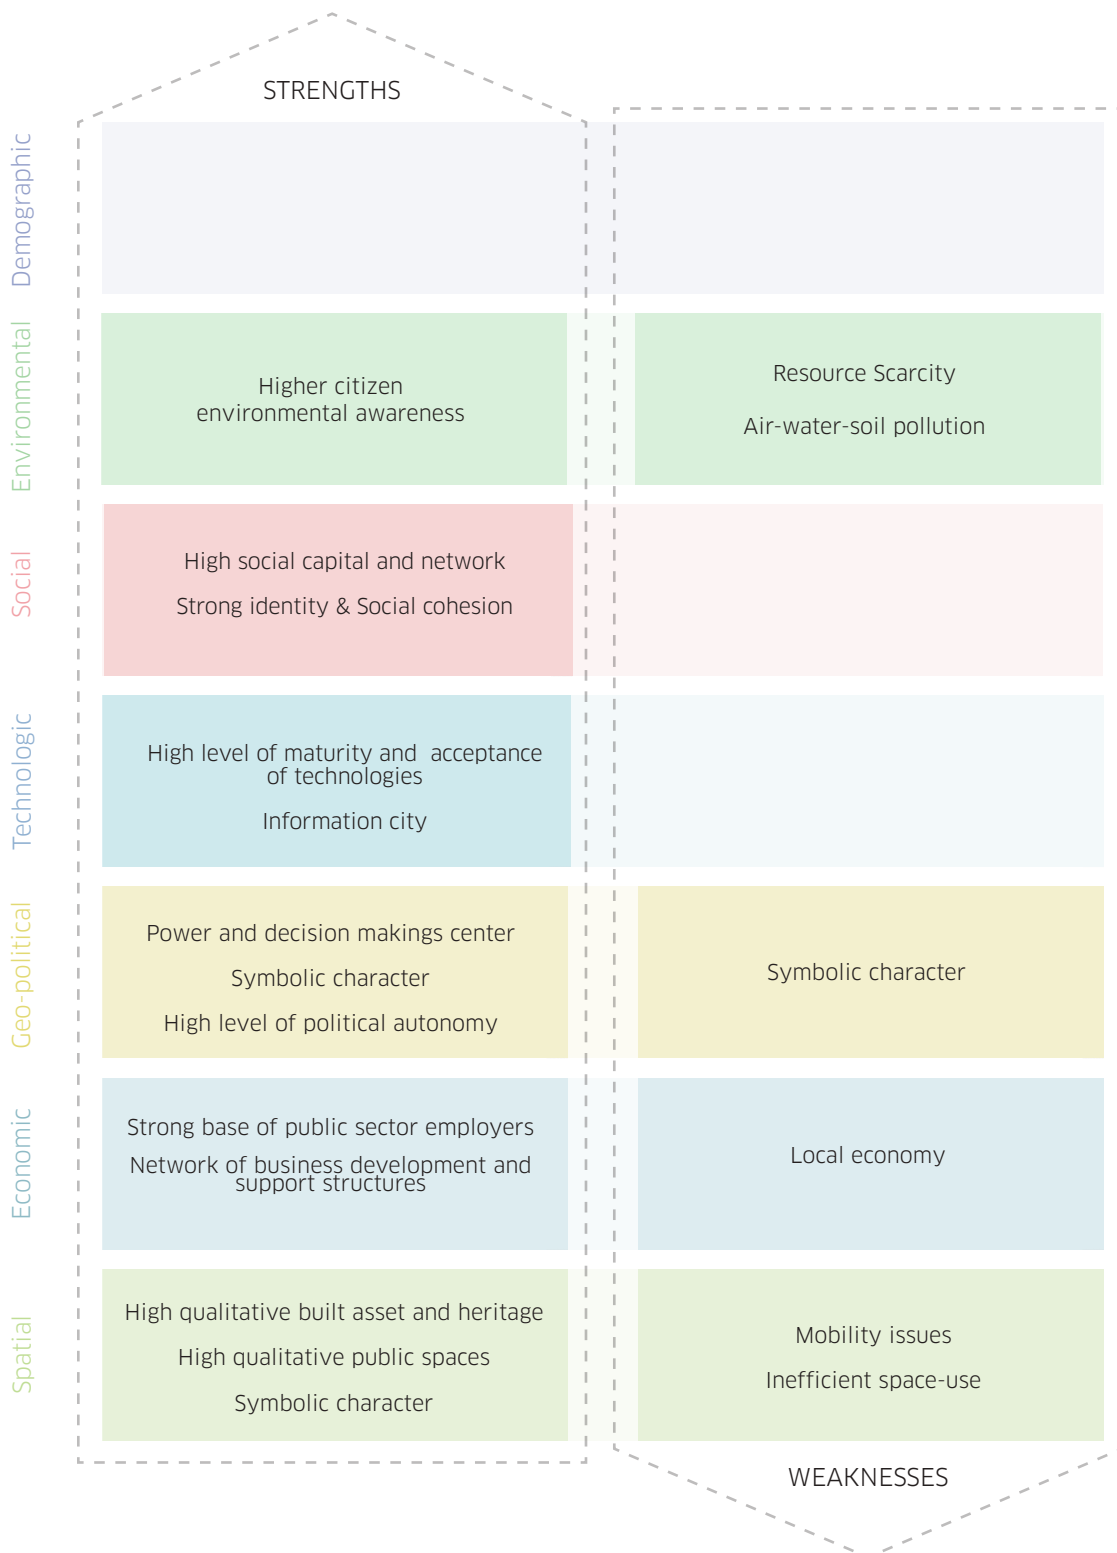 STRENGTHS
Demographic
Environmental
Higher citizen
environmental awareness
Resource Scarcity
Air-water-soil pollution
Social
High social capital and network
Strong identity & Social cohesion
Technologic
High level of maturity and acceptance
of technologies
Information city
Geo-political
Power and decision makings center
Symbolic character
High level of political autonomy
Symbolic character
Economic
Strong base of public sector employers
Network of business development and
support structures
Local economy
Spatial
High qualitative built asset and heritage
High qualitative public spaces
Symbolic character
Mobility issues
Inefficient space-use
WEAKNESSES